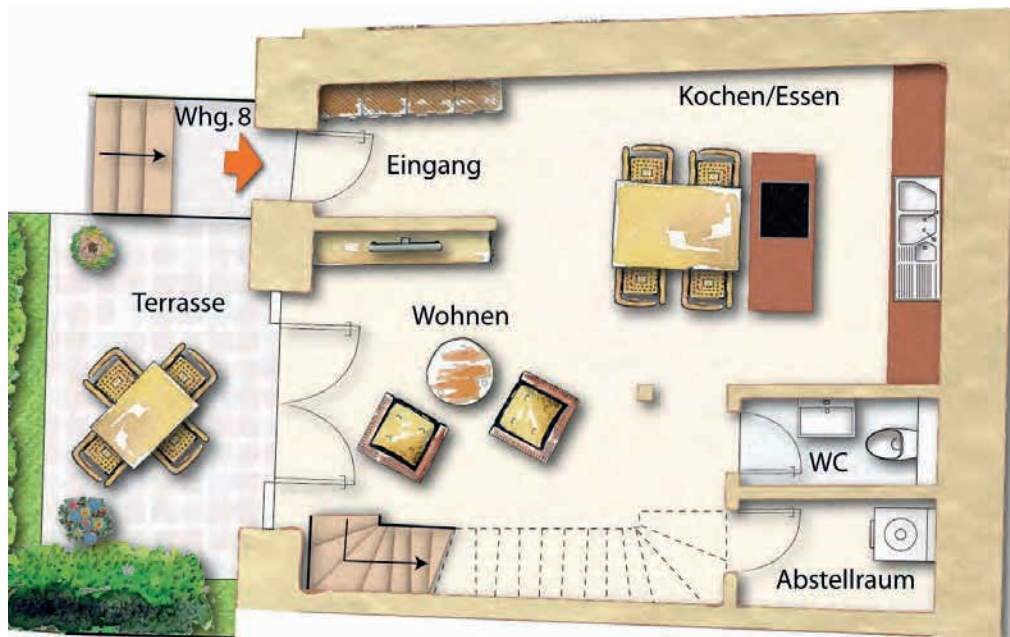 Whg. 8
Kochen/Essen
Eingang
Terrasse
Wohnen
WC
Abstellraum